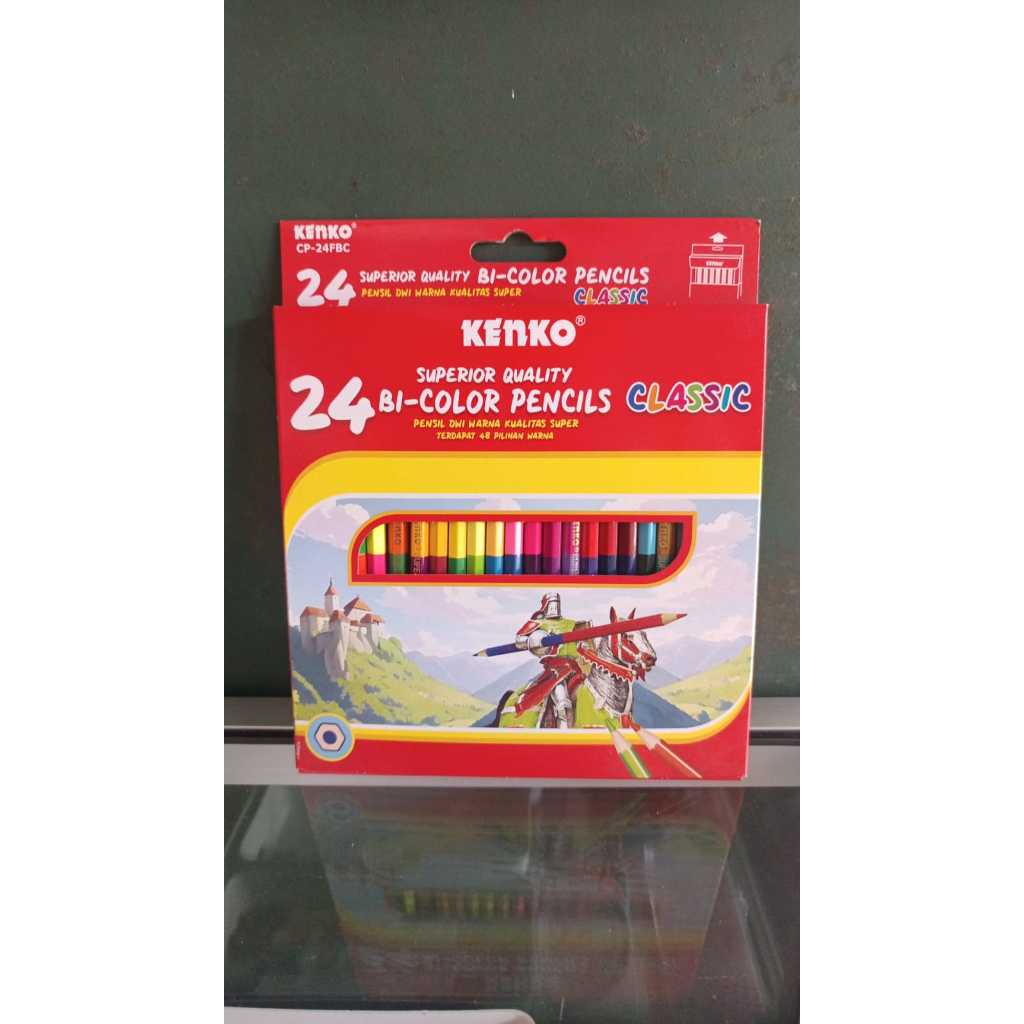 KENKO®
CP-24FBC
24 SUPERIOR QUALITY BI-COLOR PENCILS
PENSIL DWI WARNA KUALITAS SUPER CLASSIC
KENKO
KENKO®
SUPERIOR QUALITY
24 BI-COLOR PENCILS CLASSIC
PENSIL DWI WARNA KUALITAS SUPER
TERDAPAT 48 PILIHAN WARNA